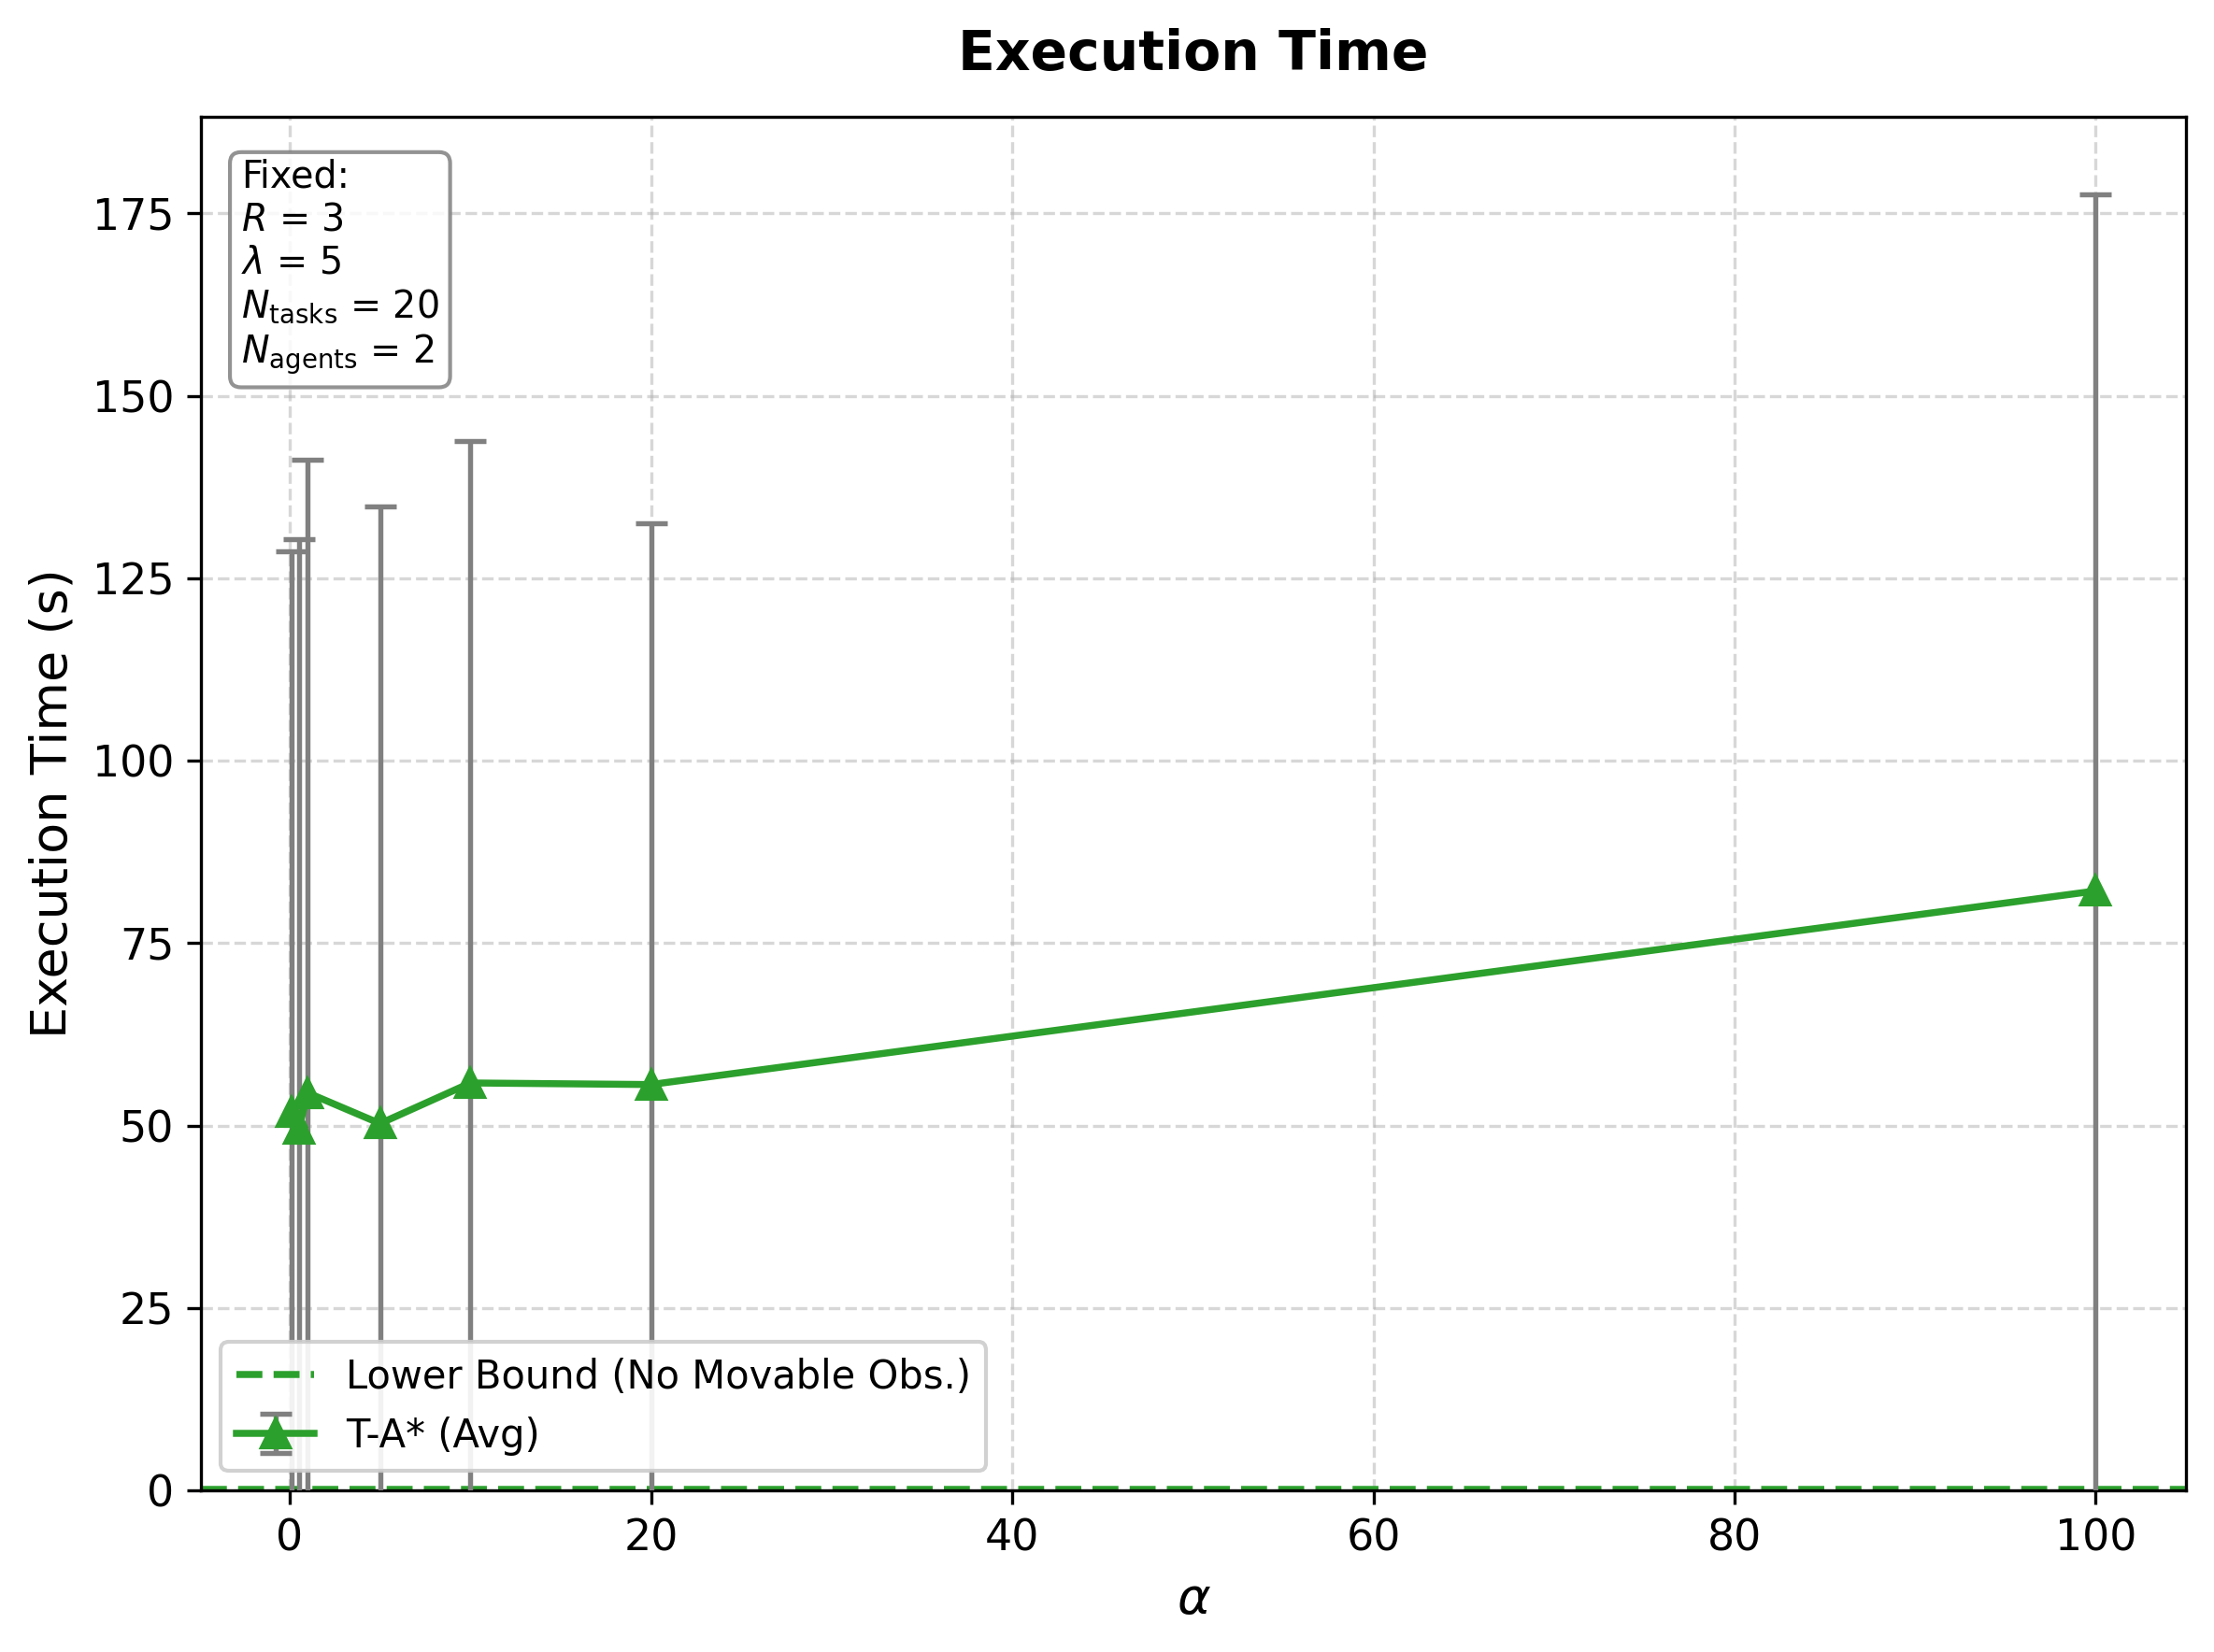 Execution Time
Fixed:
R = 3
λ = 5
N_tasks = 20
N_agents = 2
Execution Time (s)
175
150
125
100
75
50
25
0
Lower Bound (No Movable Obs.)
T-A* (Avg)
0 20 40 60 80 100
α